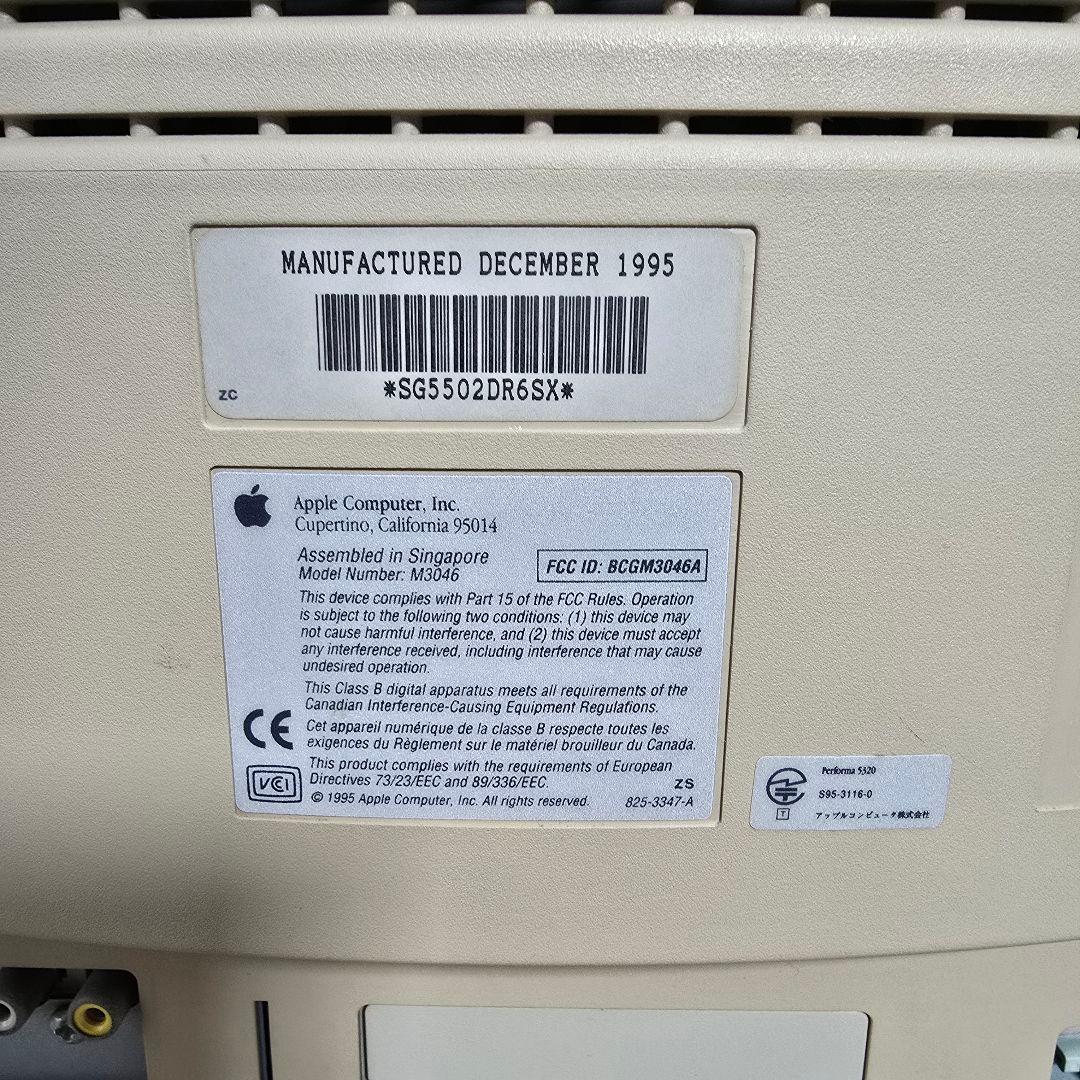 MANUFACTURED DECEMBER 1995
*SG5502DR6SX*
ZC
Apple Computer, Inc.
Cupertino, California 95014
Assembled in Singapore
Model Number: M3046
FCC ID: BCGM3046A
This device complies with Part 15 of the FCC Rules. Operation
is subject to the following two conditions: (1) this device may
not cause harmful interference, and (2) this device must accept
any interference received, including interference that may cause
undesired operation.
This Class B digital apparatus meets all requirements of the
Canadian Interference-Causing Equipment Regulations.
Cet appareil numérique de la classe B respecte toutes les
exigences du Règlement sur le matériel brouilleur du Canada.
This product complies with the requirements of European
Directives 73/23/EEC and 89/336/EEC.
ZS
© 1995 Apple Computer, Inc. All rights reserved.
825-3347-A
CE
VCI
Performa 5320
S95-3116-0
T
アップルコンピュータ株式会社